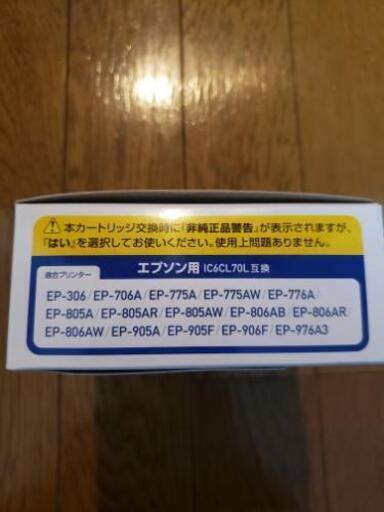 本カートリッジ交換時に『非純正品警告』が表示されますが、
『はい』を選択してお使いください。使用上問題ありません。
適合プリンター エプソン用 IC6CL70L互換
EP-306/EP-706A/EP-775A/EP-775AW/EP-776A/
EP-805A/EP-805AR/EP-805AW/EP-806AB/EP-806AR/
EP-806AW/EP-905A/EP-905F/EP-906F/EP-976A3